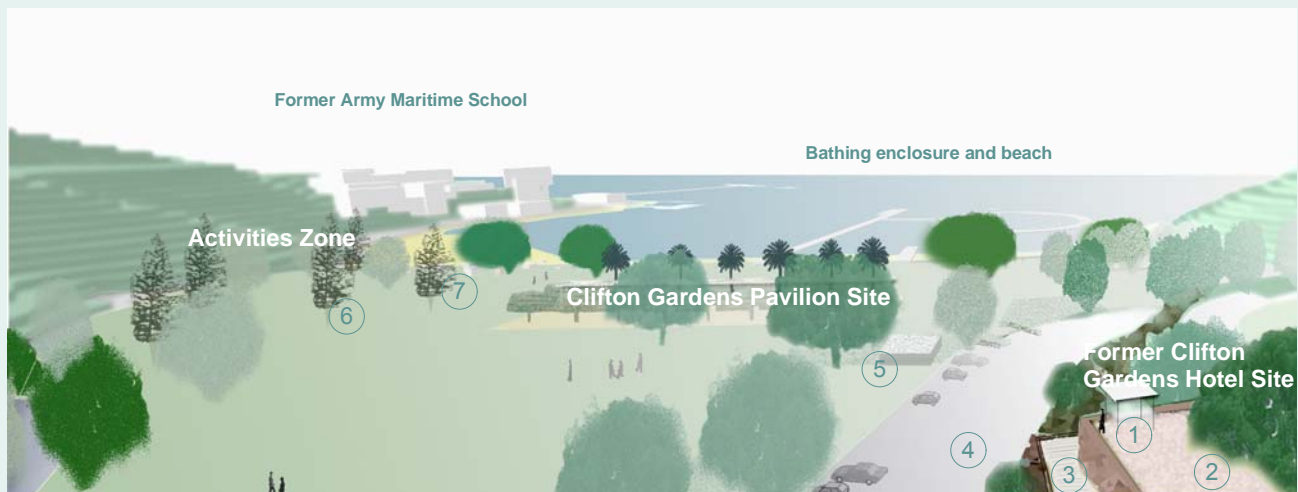 Former Army Maritime School
Bathing enclosure and beach
Activities Zone
7
Clifton Gardens Pavilion Site
6
Former Clifton
Gardens Hotel Site
5
1
4
3
2